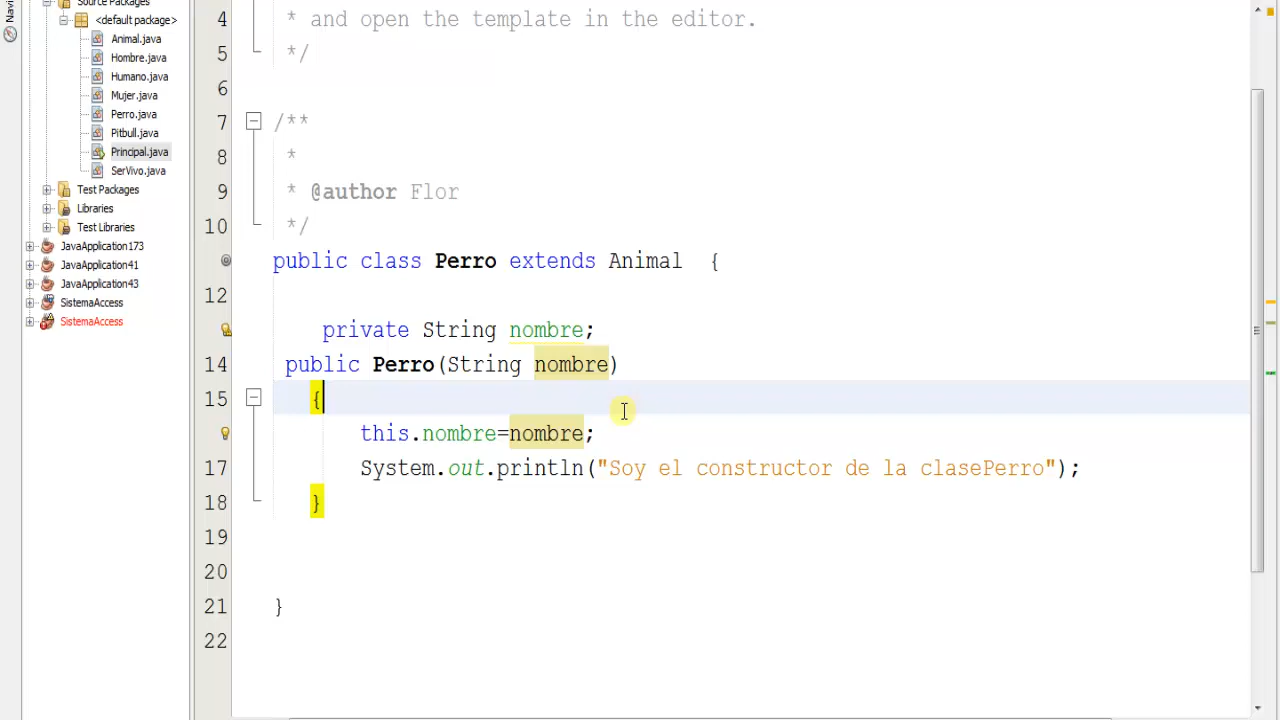 Navi
Source Packages
<default package>
Animal.java
Hombre.java
Humano.java
Mujer.java
Perro.java
Pitbull.java
Principal.java
SerVivo.java
Test Packages
Libraries
Test Libraries
JavaApplication173
JavaApplication41
JavaApplication43
SistemaAccess
SistemaAccess
4 * and open the template in the editor.
5 */
6
7 /**
8 *
9 * @author Flor
10 */
public class Perro extends Animal {
12
private String nombre;
14 public Perro(String nombre)
15 {
this.nombre=nombre;
17 System.out.println("Soy el constructor de la clasePerro");
18 }
19
20
21 }
22